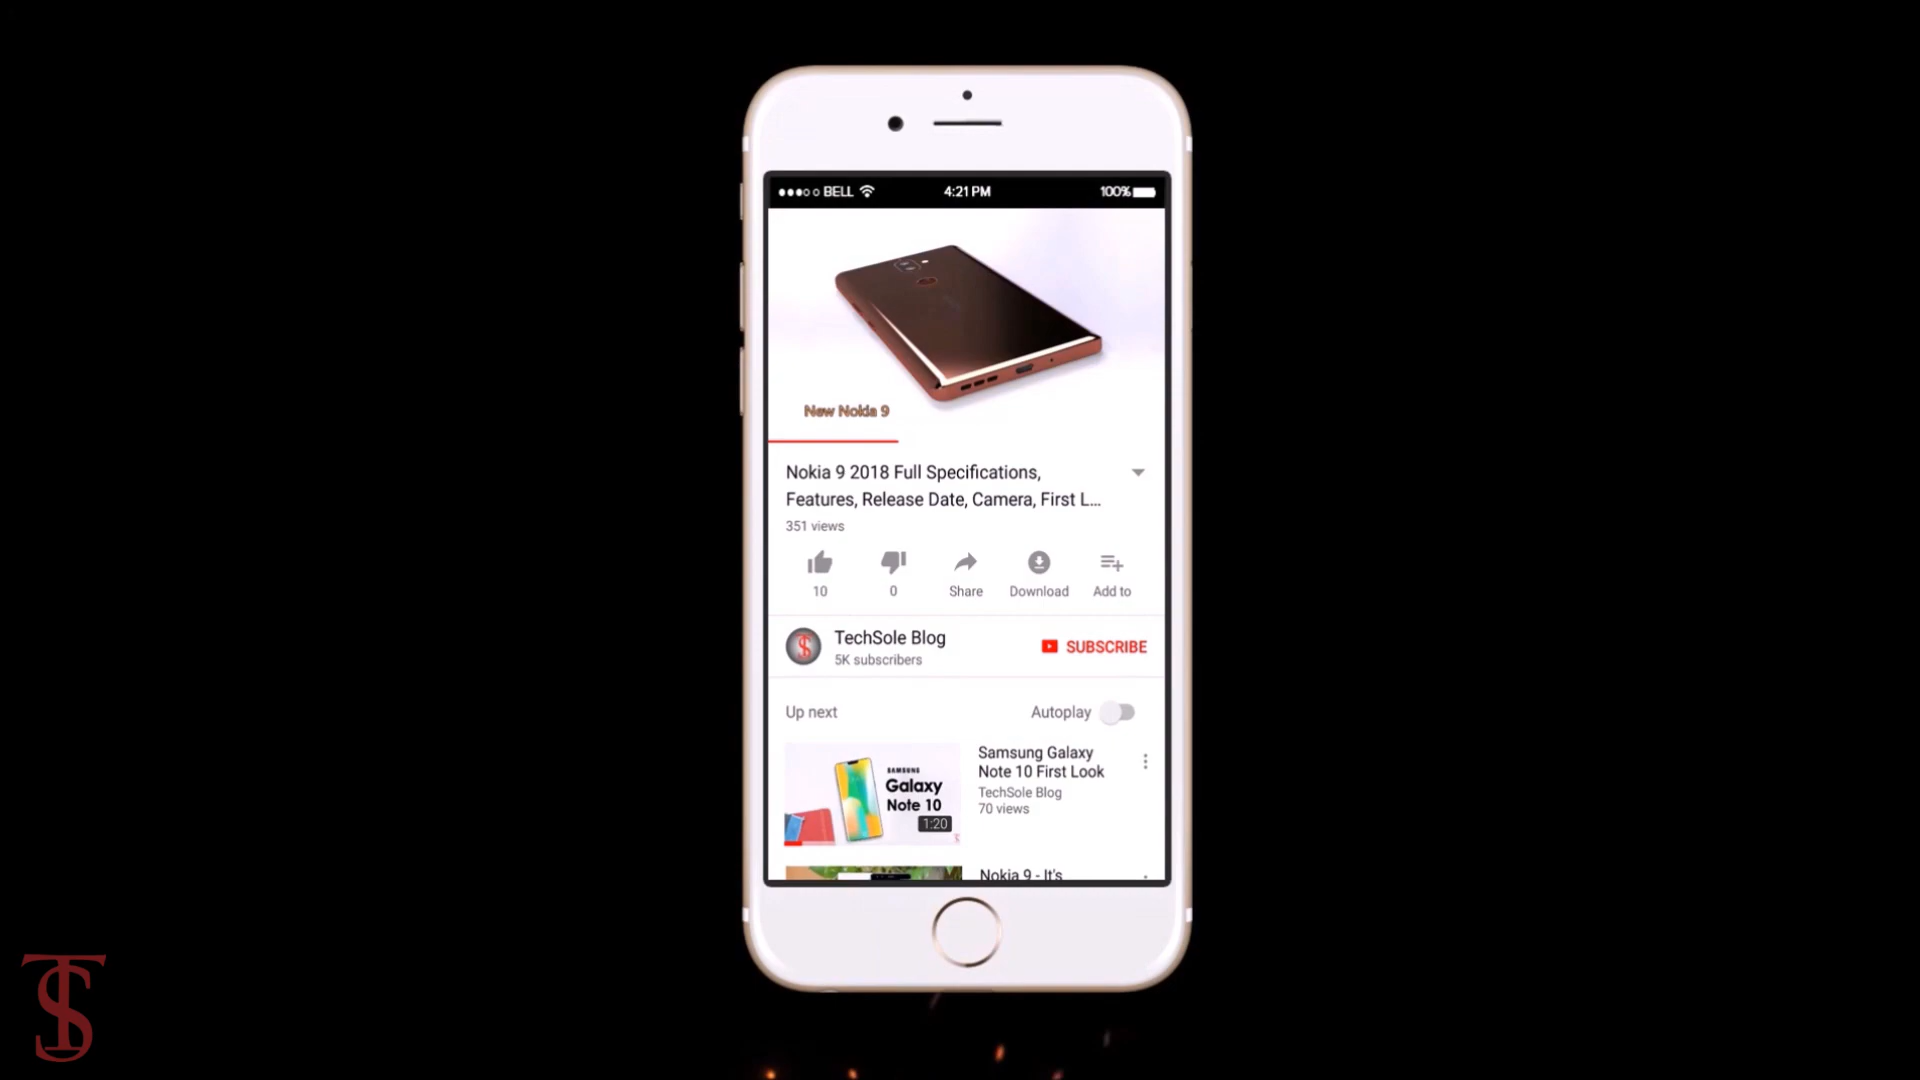 BELL 4:21 PM 100%
New Nokia 9
Nokia 9 2018 Full Specifications,
Features, Release Date, Camera, First L...
351 views
10 0 Share Download Add to
TechSole Blog
5K subscribers
SUBSCRIBE
Up next Autoplay
SAMSUNG
Galaxy
Note 10
1:20
Samsung Galaxy
Note 10 First Look
TechSole Blog
70 views
Nokia 9 - It's
TS